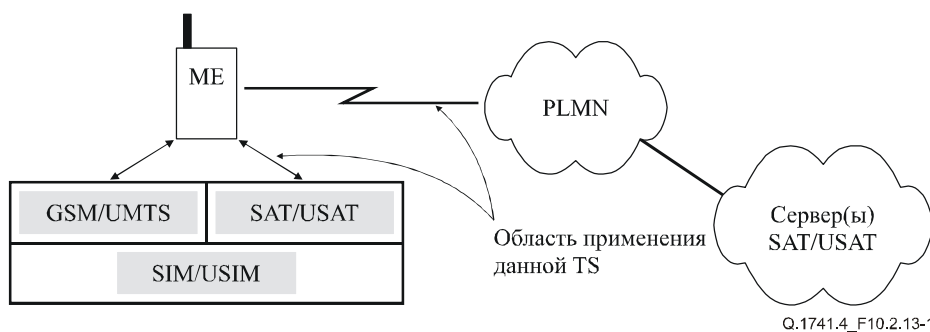 ME
PLMN
GSM/UMTS
SAT/USAT
SIM/USIM
Область применения
данной TS
Сервер(ы)
SAT/USAT
Q.1741.4_F10.2.13-1